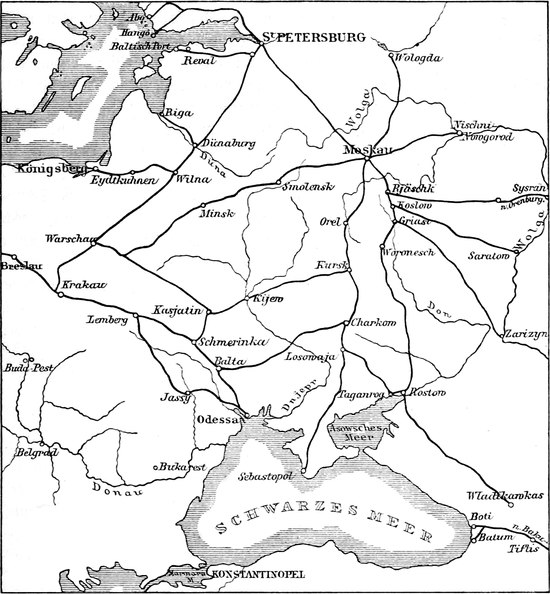 Åbo
Hangö
Baltisch Port
Sᵗ PETERSBURG
Reval
Wologda
Wolga
Riga
Nischni-
Nowgorod
Dünaburg
Düna
Moskau
Königsberg
Eydtkuhnen
Wilna
Smolensk
Rjäschk
Sysran
n. Orenburg.
Koslow
Minsk
Orel
Griasi
Wolga
Warschau
Woronesch
Saratow
Breslau
Kursk
Krakau
Kasjatin
Kijew
Don
Lemberg
Charkow
Zarizyn
Schmerinka
Balta
Losowaja
Buda Pest
Dnjepr
Jassy
Taganrog
Rostow
Odessa
Asowsches
Meer
Belgrad
Bukarest
Sebastopol
Donau
Wladikawkas
SCHWARZES MEER
Boti
n. Baku
Batum
Tiflis
Marmara
M.
KONSTANTINOPEL